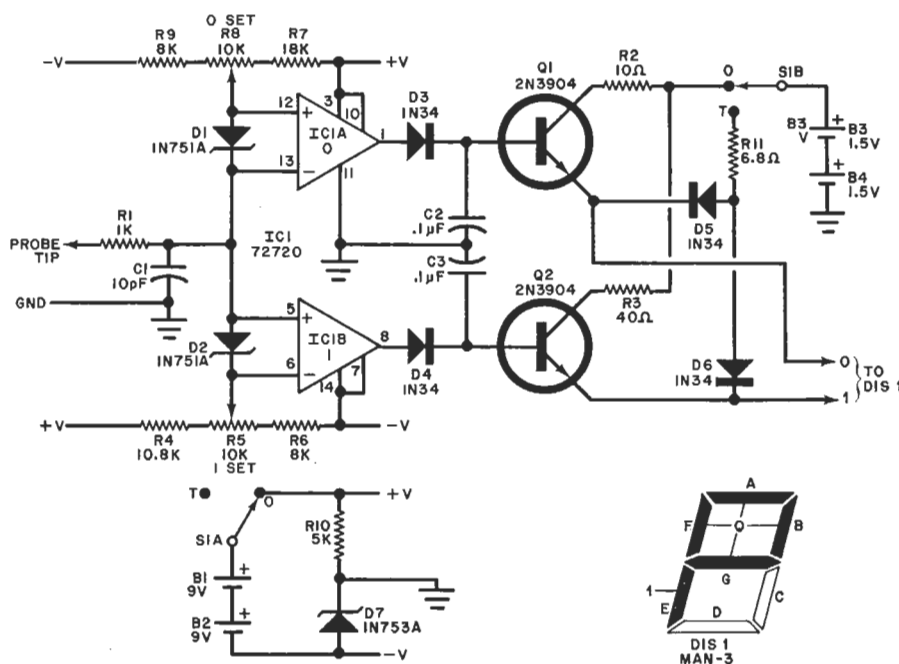 O SET
R9
8K
R8
10K
R7
18K
-V
+V
3
10
12
+
D1
1N751A
IC1A
0
1
13
-
11
D3
1N34
R1
1K
PROBE
TIP
C1
10pF
GND
IC1
72720
C2
.1µF
C3
.1µF
5
+
D2
1N751A
IC1B
1
8
6
-
14
7
D4
1N34
+V
-V
R4
10.8K
R5
10K
1 SET
R6
8K
Q1
2N3904
R2
10Ω
O
S1B
T
R11
6.8Ω
B3
V
+
B3
1.5V
+
B4
1.5V
D5
1N34
Q2
2N3904
R3
40Ω
D6
1N34
0
1
TO
DIS 1
T
O
+V
S1A
R10
5K
B1
9V
+
B2
9V
+
D7
1N753A
-V
A
F
Q
B
G
1
E
D
C
DIS 1
MAN-3